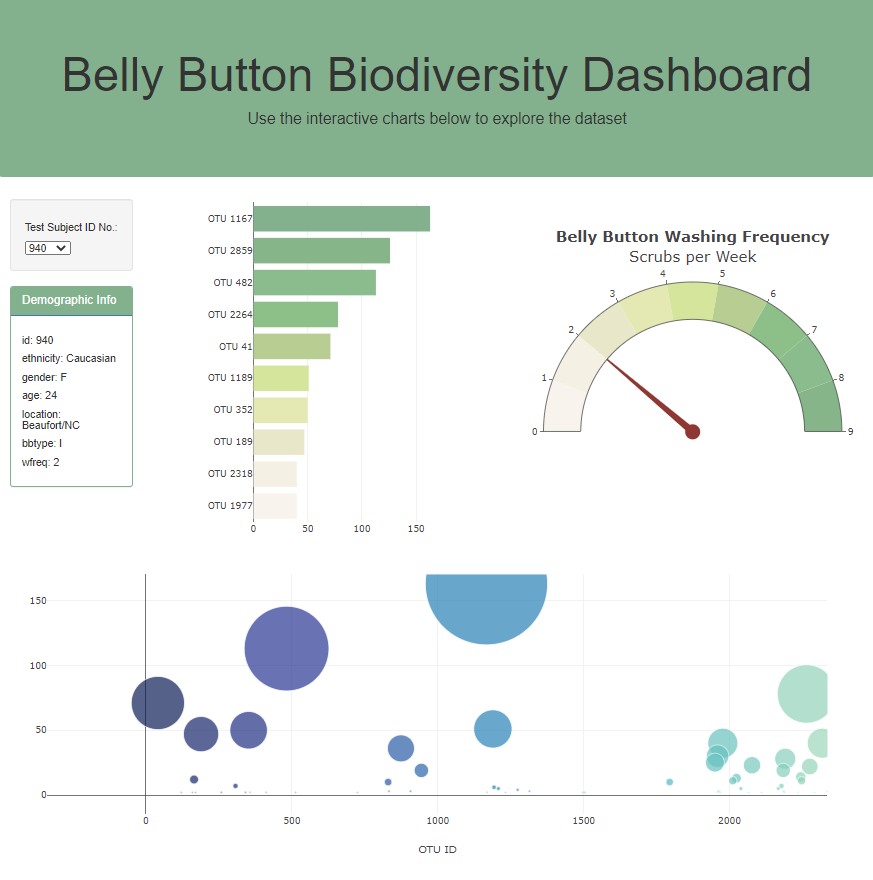 Belly Button Biodiversity Dashboard
Use the interactive charts below to explore the dataset
Test Subject ID No.:
940
Demographic Info
id: 940
ethnicity: Caucasian
gender: F
age: 24
location:
Beaufort/NC
bbtype: I
wfreq: 2
OTU 1167
OTU 2859
OTU 482
OTU 2264
OTU 41
OTU 1189
OTU 352
OTU 189
OTU 2318
OTU 1977
0 50 100 150
Belly Button Washing Frequency
Scrubs per Week
0
1
2
3
4
5
6
7
8
9
150
100
50
0
0 500 1000 1500 2000
OTU ID